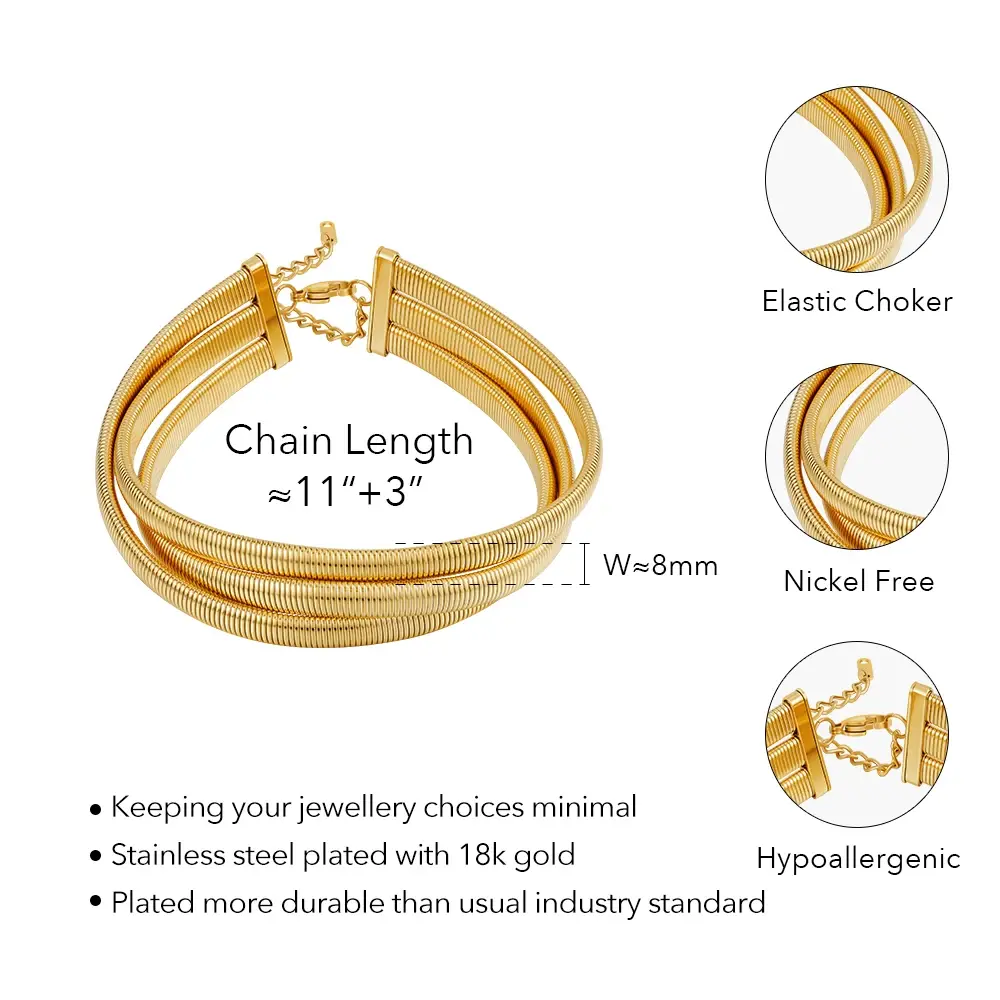 Elastic Choker
Chain Length
≈11“+3”
W≈8mm
Nickel Free
Hypoallergenic
• Keeping your jewellery choices minimal
• Stainless steel plated with 18k gold
• Plated more durable than usual industry standard